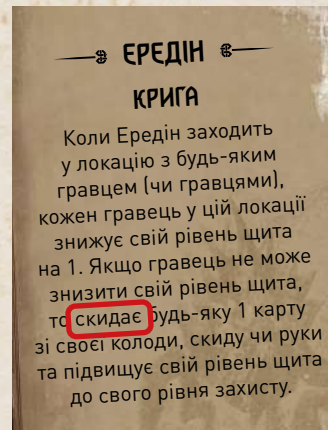 ЕРЕДІН
КРИГА
Коли Ередін заходить
у локацію з будь-яким
гравцем (чи гравцями),
кожен гравець у цій локації
знижує свій рівень щита
на 1. Якщо гравець не може
знизити свій рівень щита,
то скидає будь-яку 1 карту
зі своєї колоди, скиду чи руки
та підвищує свій рівень щита
до свого рівня захисту.